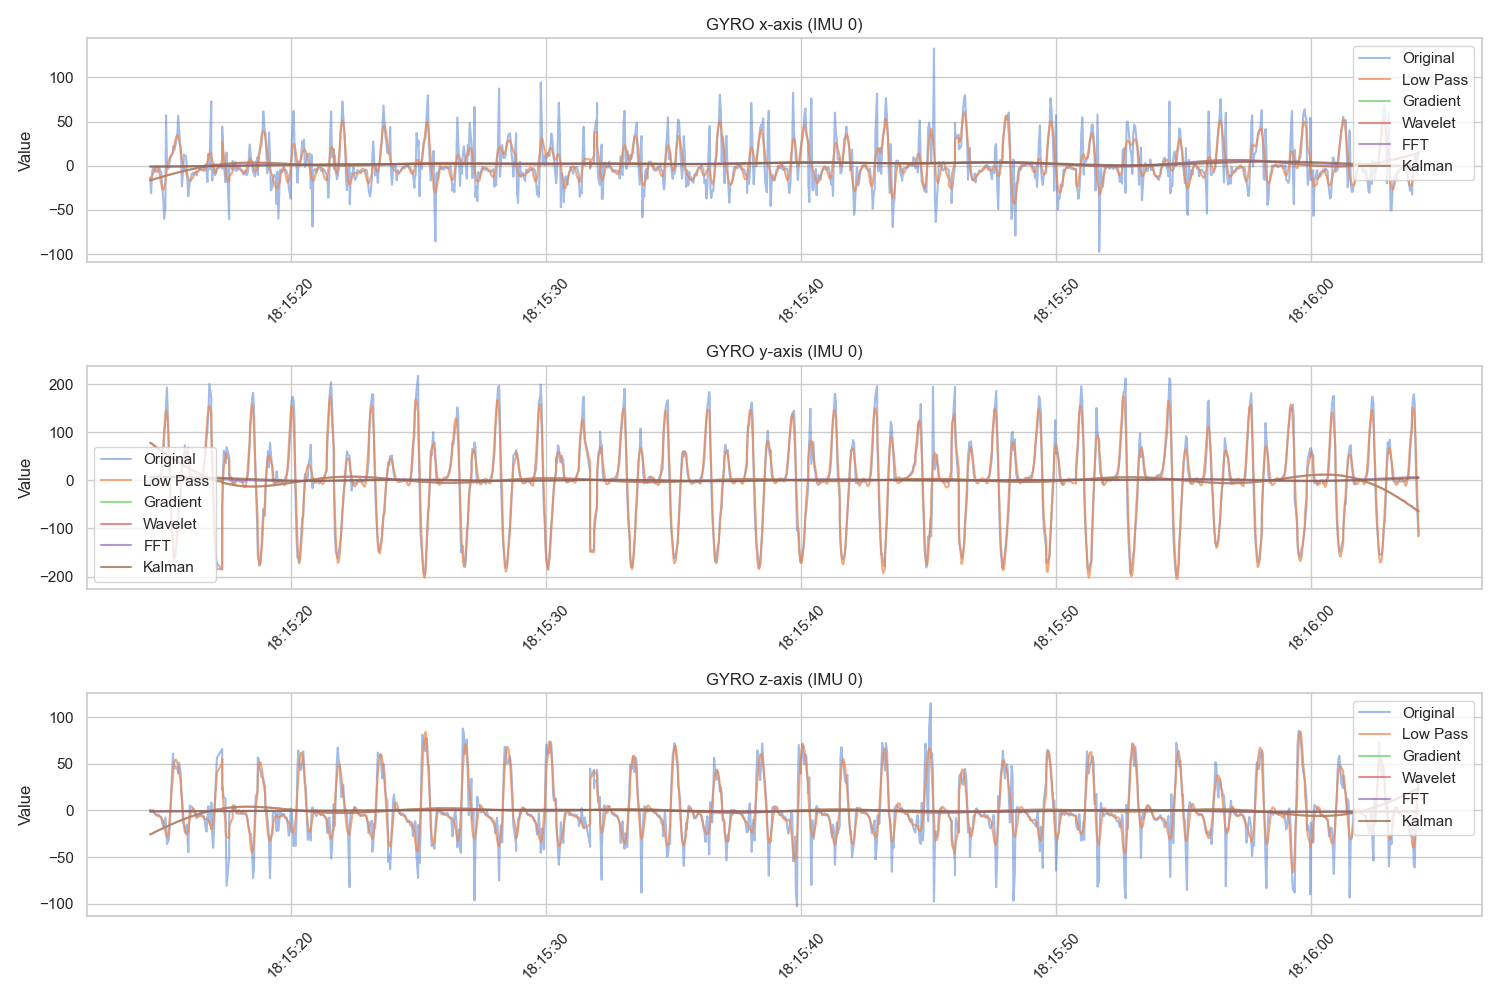 GYRO x-axis (IMU 0)
Value
100
50
0
−50
−100
Original
Low Pass
Gradient
Wavelet
FFT
Kalman
18:15:20
18:15:30
18:15:40
18:15:50
18:16:00
GYRO y-axis (IMU 0)
Value
200
100
0
−100
−200
Original
Low Pass
Gradient
Wavelet
FFT
Kalman
18:15:20
18:15:30
18:15:40
18:15:50
18:16:00
GYRO z-axis (IMU 0)
Value
100
50
0
−50
−100
Original
Low Pass
Gradient
Wavelet
FFT
Kalman
18:15:20
18:15:30
18:15:40
18:15:50
18:16:00